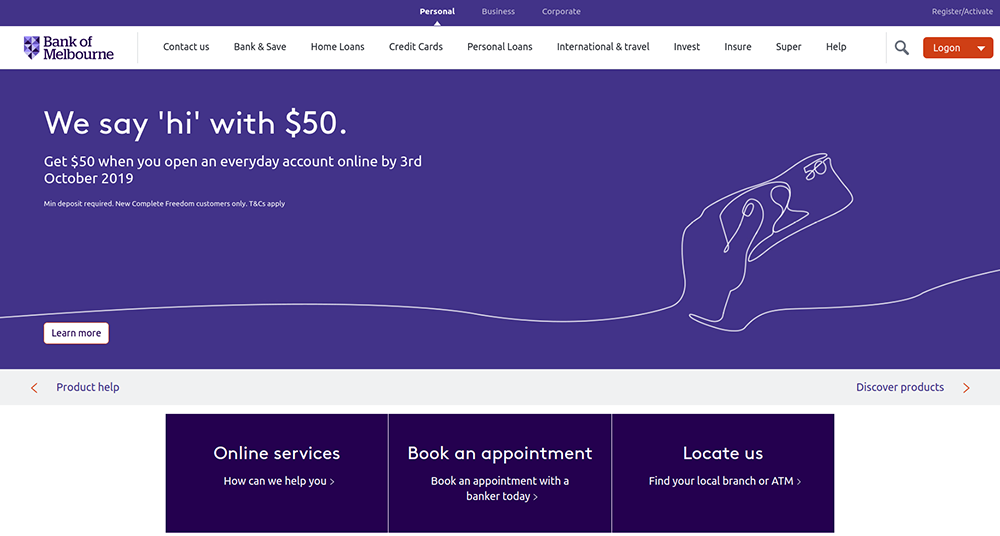 Personal Business Corporate Register/Activate
Bank of
Melbourne
Contact us Bank & Save Home Loans Credit Cards Personal Loans International & travel Invest Insure Super Help Logon
We say 'hi' with $50.
Get $50 when you open an everyday account online by 3rd
October 2019
Min deposit required. New Complete Freedom customers only. T&Cs apply
50
Learn more
Product help Discover products
Online services Book an appointment Locate us
How can we help you Book an appointment with a Find your local branch or ATM
banker today